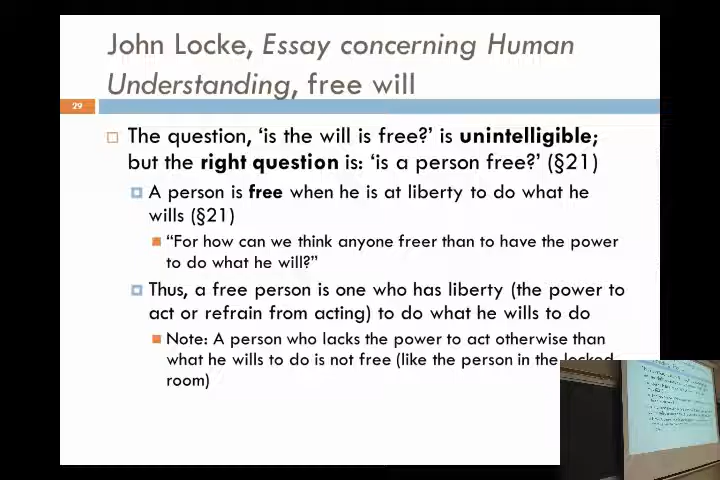 John Locke, Essay concerning Human
Understanding, free will
29
The question, ‘is the will is free?’ is unintelligible;
but the right question is: ‘is a person free?’ (§21)
A person is free when he is at liberty to do what he
wills (§21)
“For how can we think anyone freer than to have the power
to do what he will?”
Thus, a free person is one who has liberty (the power to
act or refrain from acting) to do what he wills to do
Note: A person who lacks the power to act otherwise than
what he wills to do is not free (like the person in the locked
room)